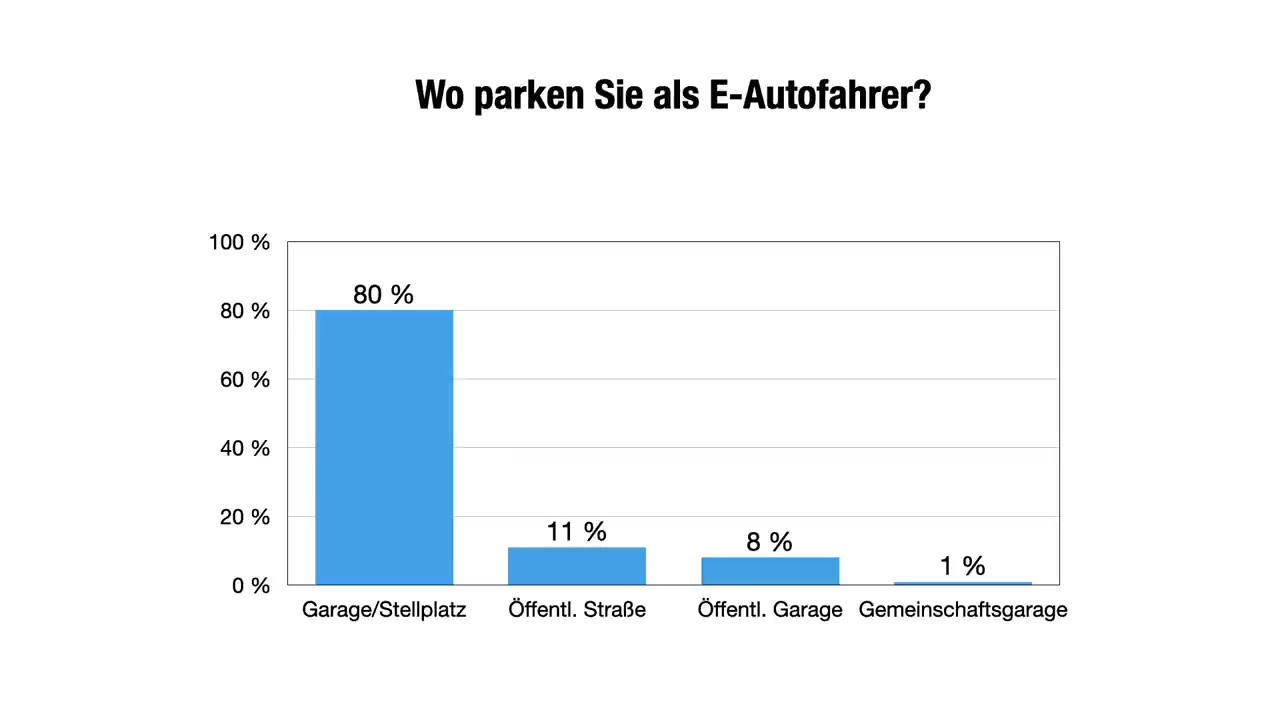 Wo parken Sie als E-Autofahrer?
100 %
80 %
60 %
40 %
20 %
0 %
80 %
11 %
8 %
1 %
Garage/Stellplatz
Öffentl. Straße
Öffentl. Garage
Gemeinschaftsgarage